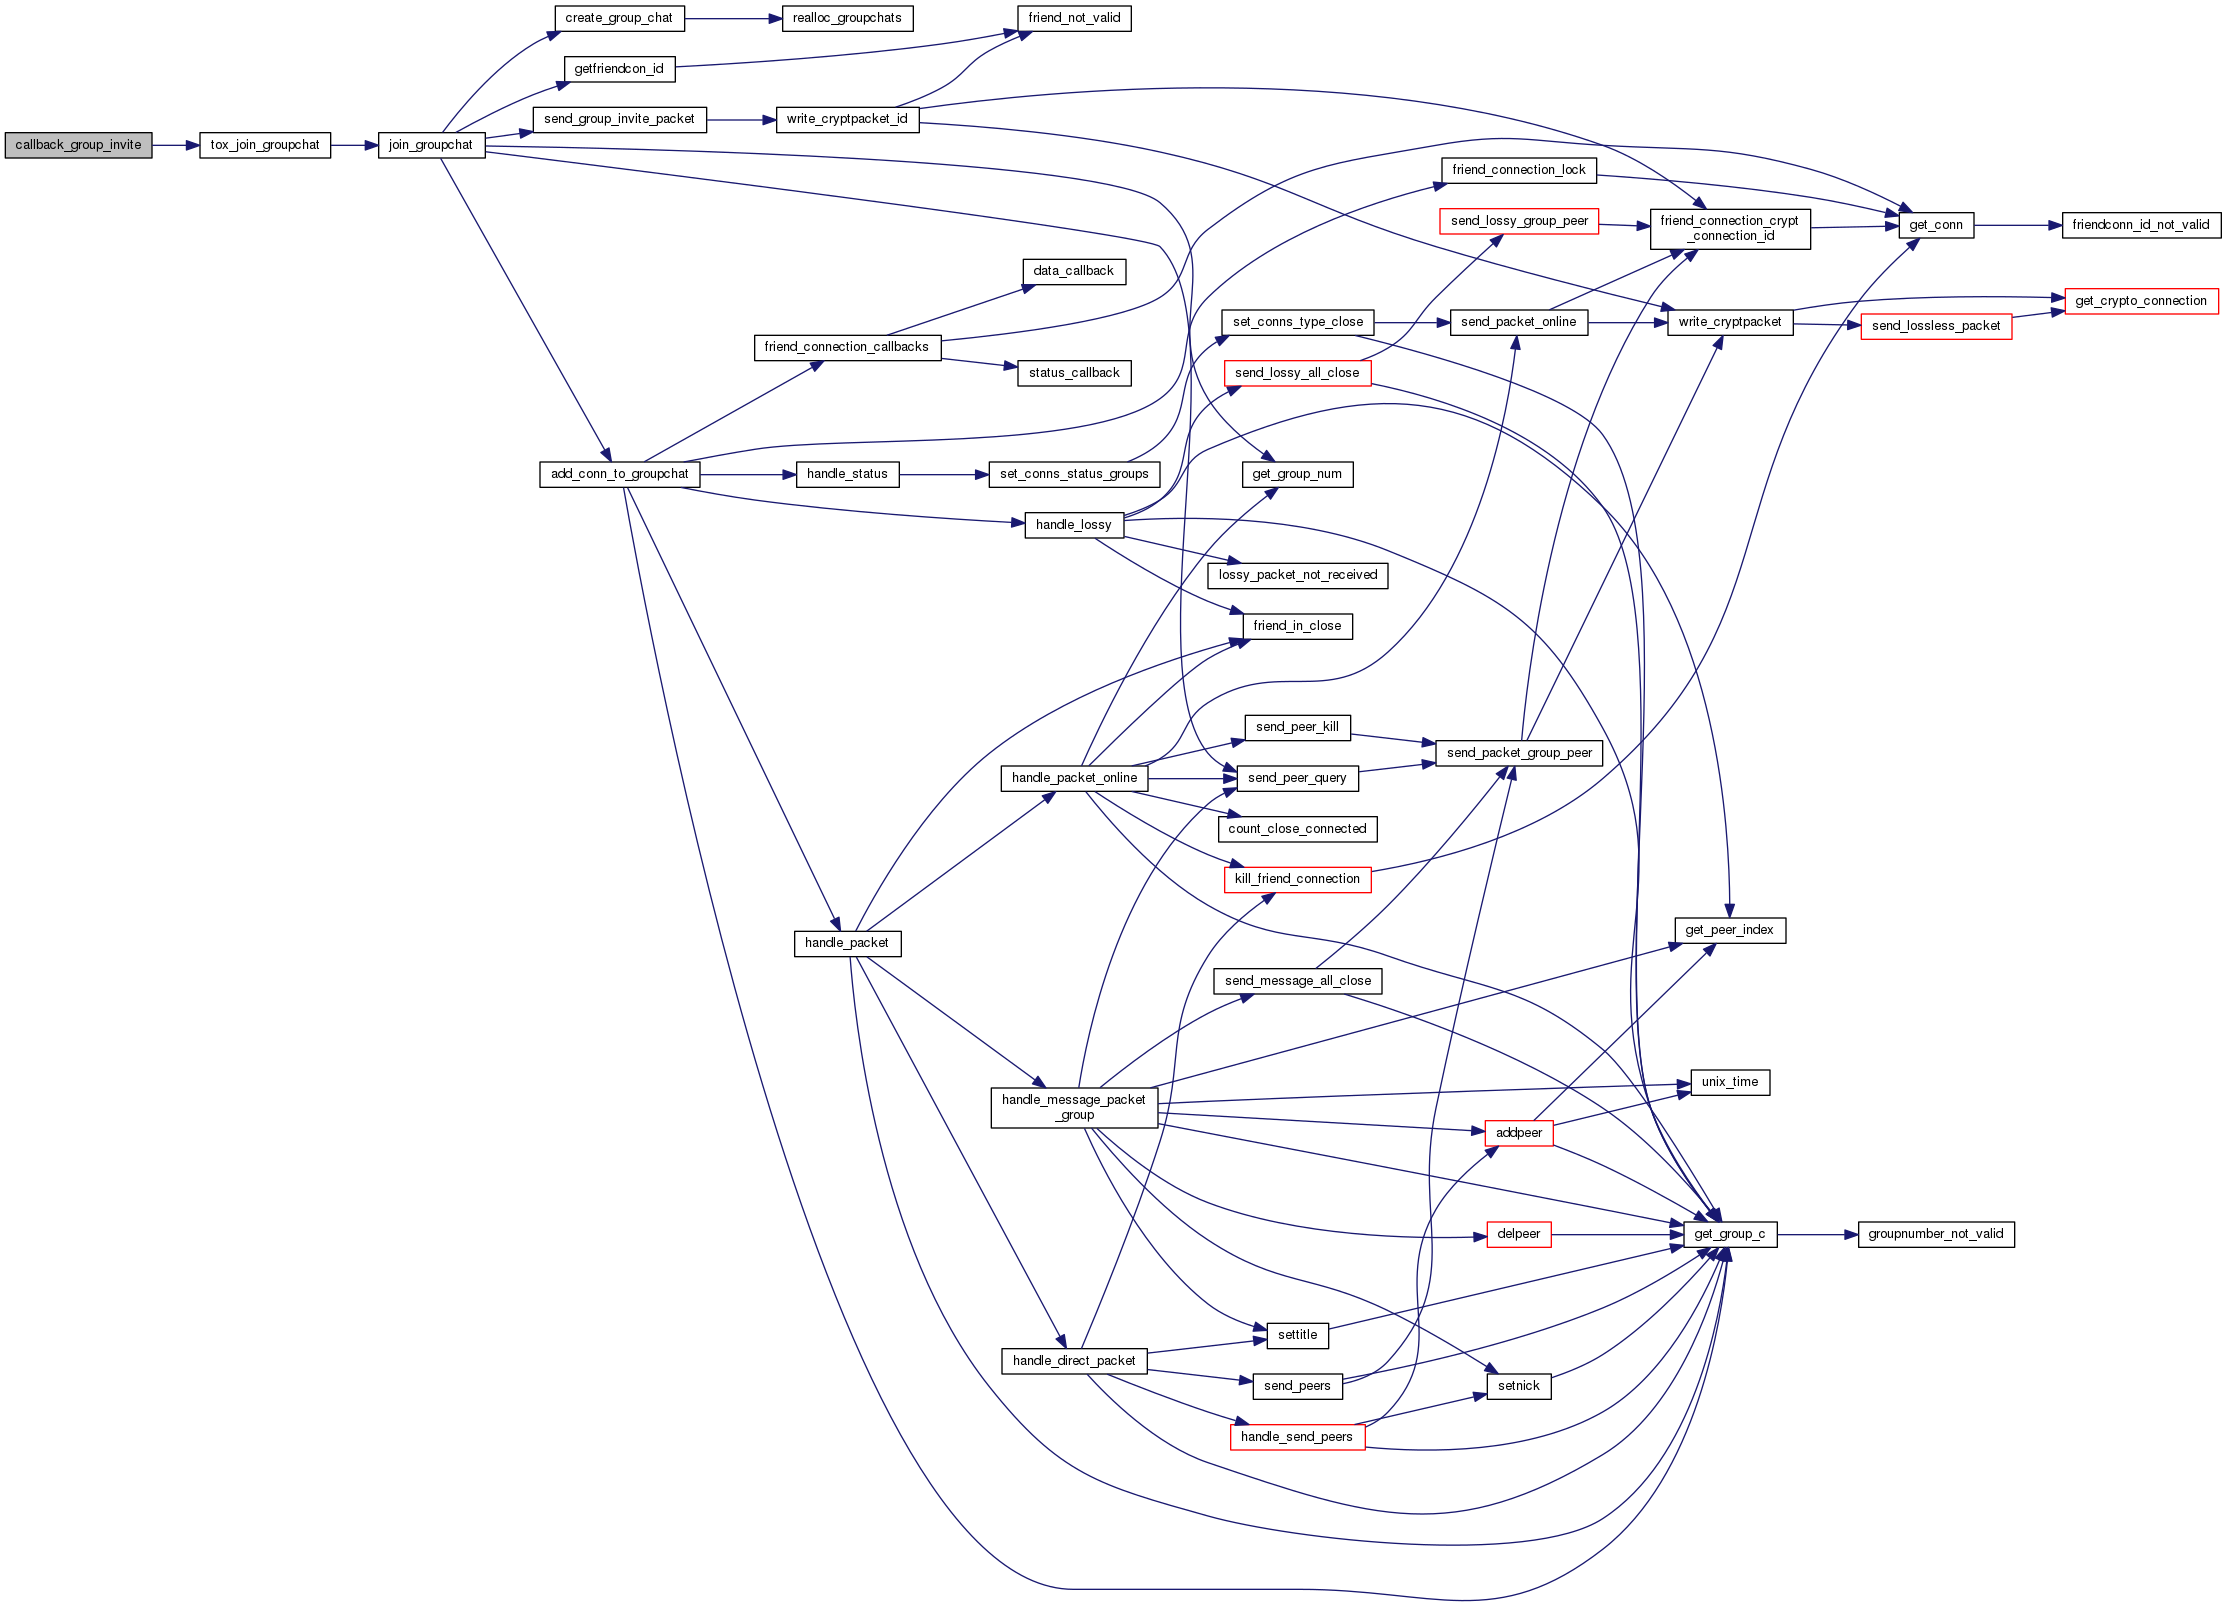 create_group_chat
realloc_groupchats
friend_not_valid
getfriendcon_id
send_group_invite_packet
write_cryptpacket_id
callback_group_invite
tox_join_groupchat
join_groupchat
friend_connection_lock
send_lossy_group_peer
friend_connection_crypt
_connection_id
get_conn
friendconn_id_not_valid
data_callback
get_crypto_connection
set_conns_type_close
send_packet_online
write_cryptpacket
send_lossless_packet
friend_connection_callbacks
status_callback
send_lossy_all_close
add_conn_to_groupchat
handle_status
set_conns_status_groups
get_group_num
handle_lossy
lossy_packet_not_received
friend_in_close
send_peer_kill
send_packet_group_peer
handle_packet_online
send_peer_query
count_close_connected
kill_friend_connection
get_peer_index
handle_packet
send_message_all_close
unix_time
handle_message_packet
_group
addpeer
delpeer
get_group_c
groupnumber_not_valid
settitle
handle_direct_packet
send_peers
setnick
handle_send_peers